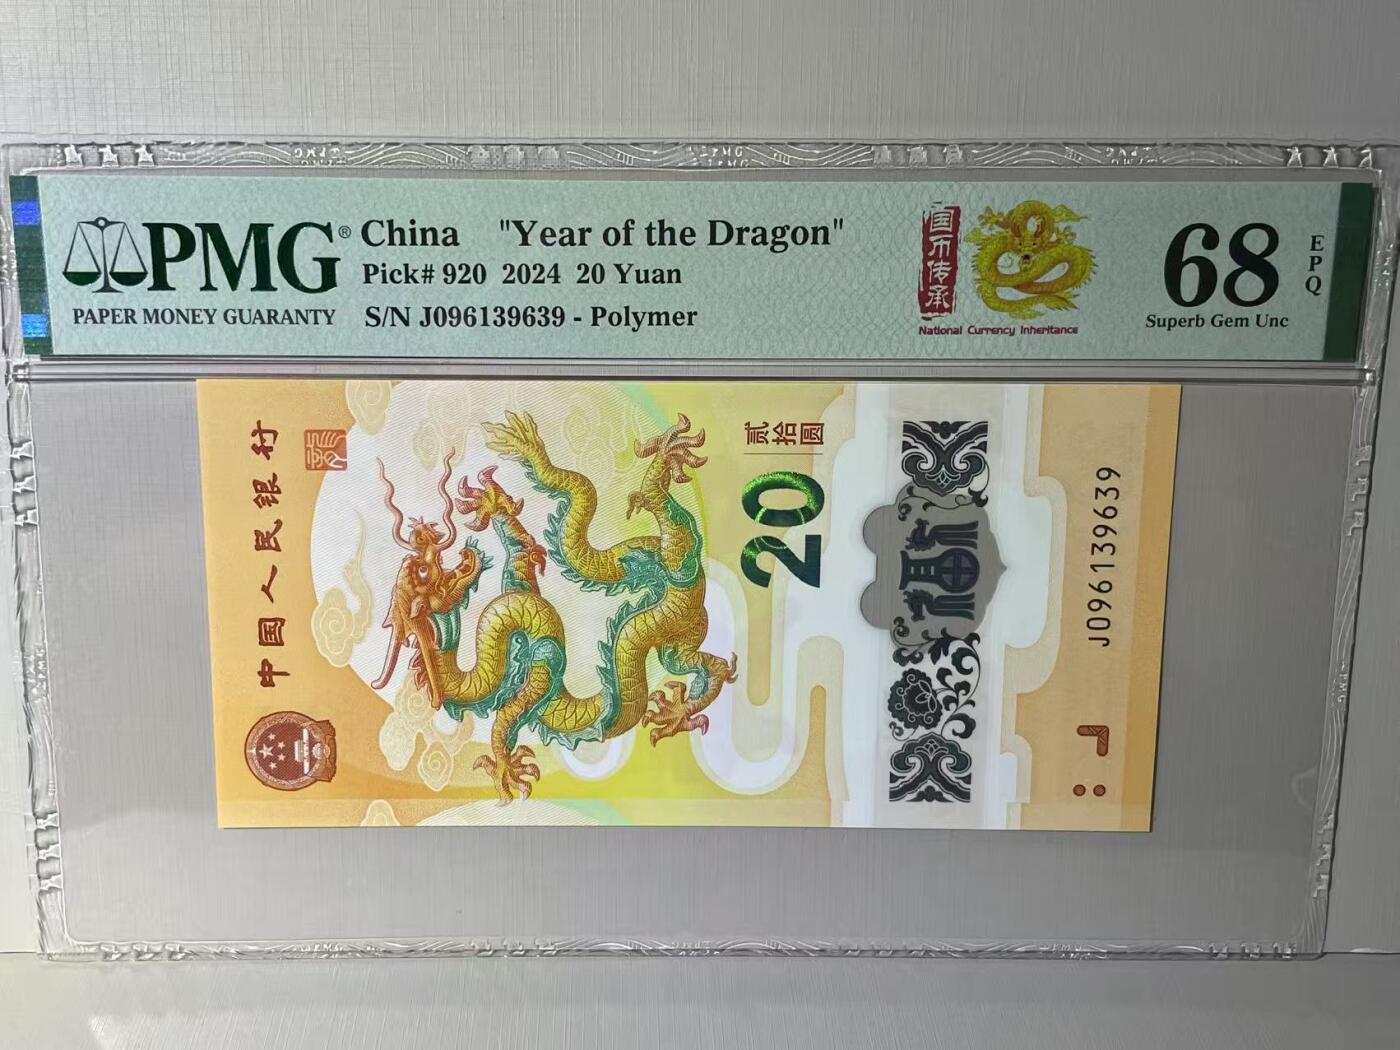 PMG® China "Year of the Dragon"
Pick# 920 2024 20 Yuan
PAPER MONEY GUARANTY
S/N J096139639 - Polymer
国币传承
National Currency Inheritance
68
EPQ
Superb Gem Unc
中国人民银行
贰拾圆
20
J096139639